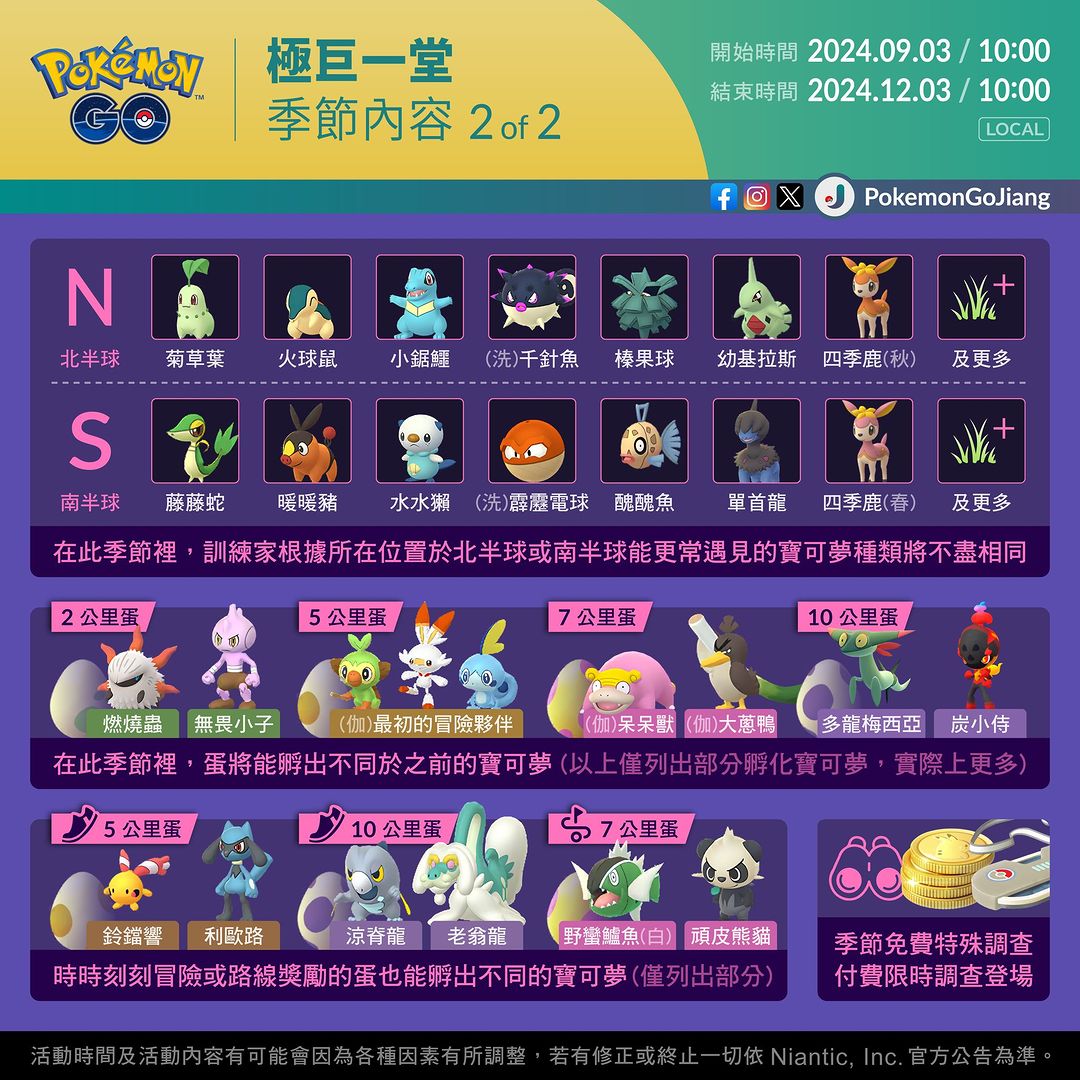 POKéMON GO
TM
極巨一堂
季節內容 2 of 2
開始時間 2024.09.03 / 10:00
結束時間 2024.12.03 / 10:00
LOCAL
PokemonGoJiang
N
北半球
菊草葉 火球鼠 小鋸鱷 (洗)千針魚 榛果球 幼基拉斯 四季鹿(秋) 及更多
S
南半球
藤藤蛇 暖暖豬 水水獺 (洗)霹靂電球 醜醜魚 單首龍 四季鹿(春) 及更多
在此季節裡，訓練家根據所在位置於北半球或南半球能更常遇見的寶可夢種類將不盡相同
2 公里蛋 5 公里蛋 7 公里蛋 10 公里蛋
燃燒蟲 無畏小子 (伽)最初的冒險夥伴 (伽)呆呆獸 (伽)大蔥鴨 多龍梅西亞 炭小侍
在此季節裡，蛋將能孵出不同於之前的寶可夢(以上僅列出部分孵化寶可夢，實際上更多)
5 公里蛋 10 公里蛋 7 公里蛋
鈴鐺響 利歐路 涼脊龍 老翁龍 野蠻鱸魚(白) 頑皮熊貓
時時刻刻冒險或路線獎勵的蛋也能孵出不同的寶可夢(僅列出部分)
季節免費特殊調查
付費限時調查登場
活動時間及活動內容有可能會因為各種因素有所調整，若有修正或終止一切依 Niantic, Inc. 官方公告為準。